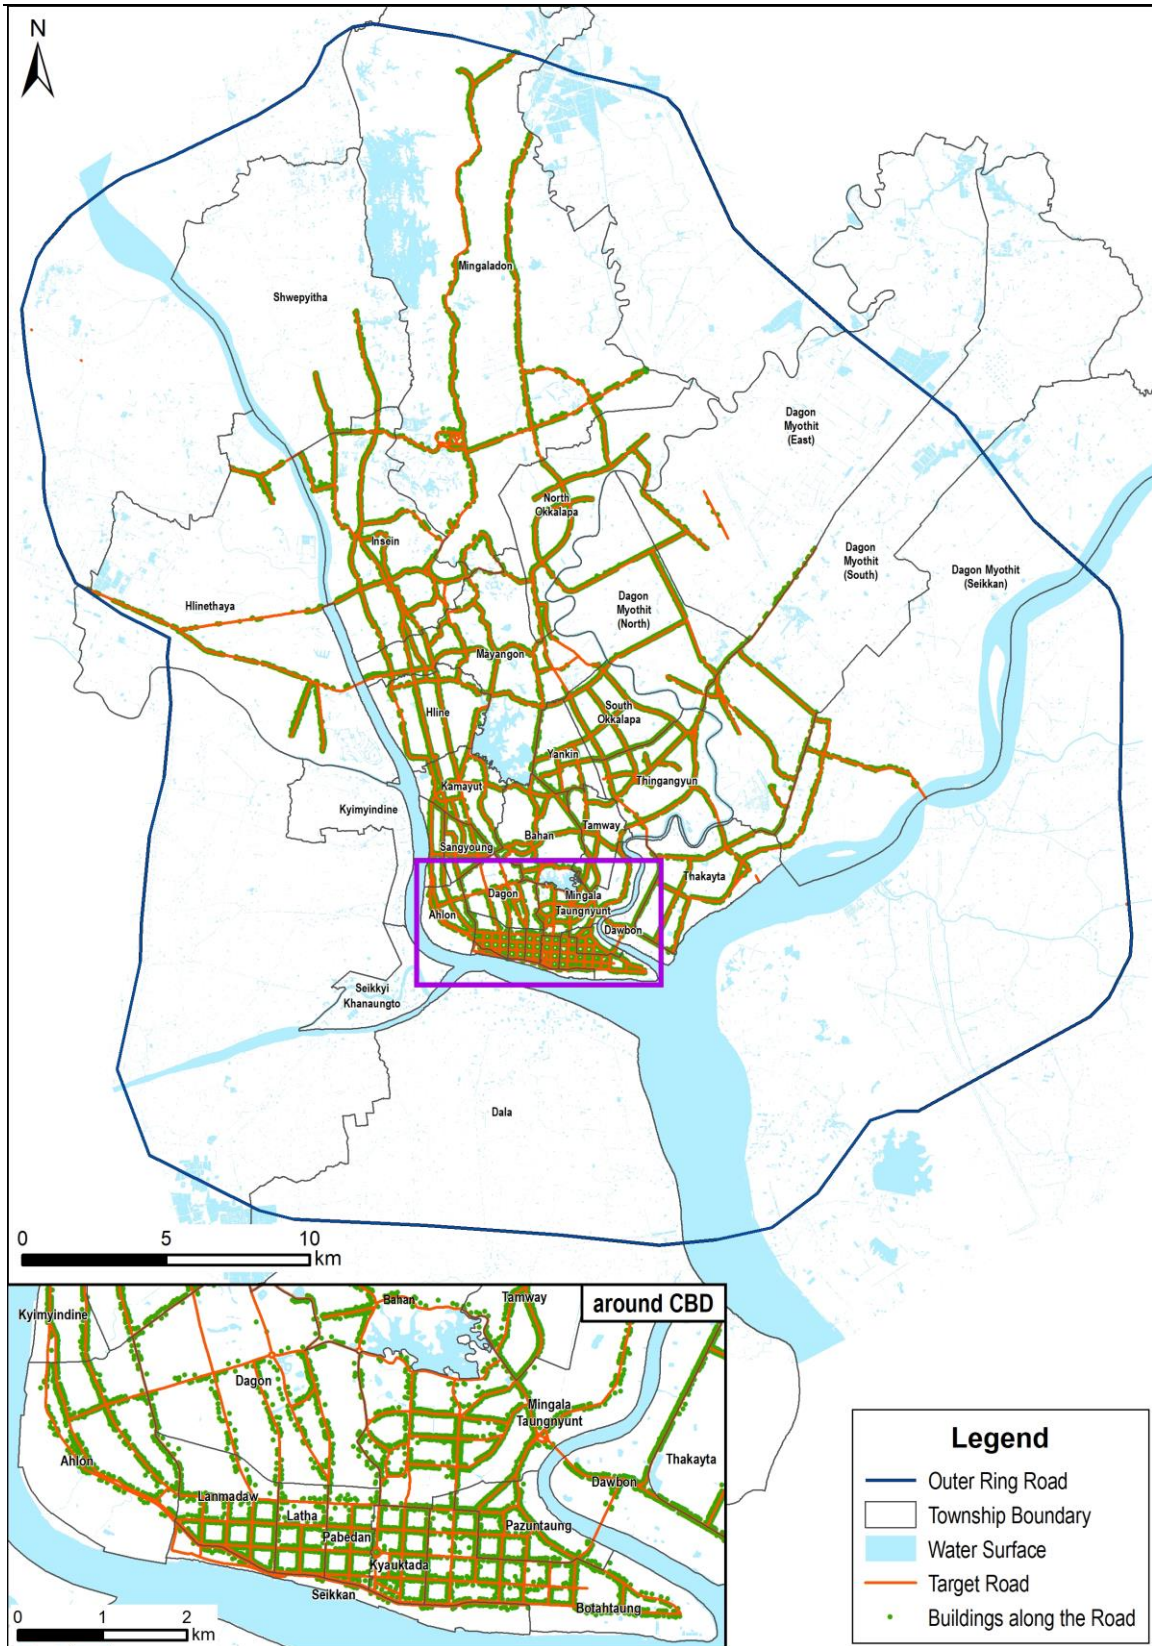 N
Mingaladon
Shwepyitha
Dagon
Myothit
(East)
North
Okkalapa
Insein
Dagon
Myothit
(South)
Dagon Myothit
(Seikkan)
Hlinethaya
Dagon
Myothit
(North)
Mayangon
Hline
South
Okkalapa
Yankin
Thingangyun
Kamayut
Kyimyindine
Tamway
Bahan
Sangyoung
Thakayta
Dagon
Mingala
Taungnyunt
Ahlon
Dawbon
Seikkyi
Khanaungto
Dala
0 5 10
km
around CBD
Kyimyindine
Bahan
Tamway
Dagon
Mingala
Taungnyunt
Ahlon
Thakayta
Dawbon
Lanmadaw
Latha
Pabedan
Pazuntaung
Kyauktada
Seikkan
Botahtaung
0 1 2
km
Legend
Outer Ring Road
Township Boundary
Water Surface
Target Road
Buildings along the Road